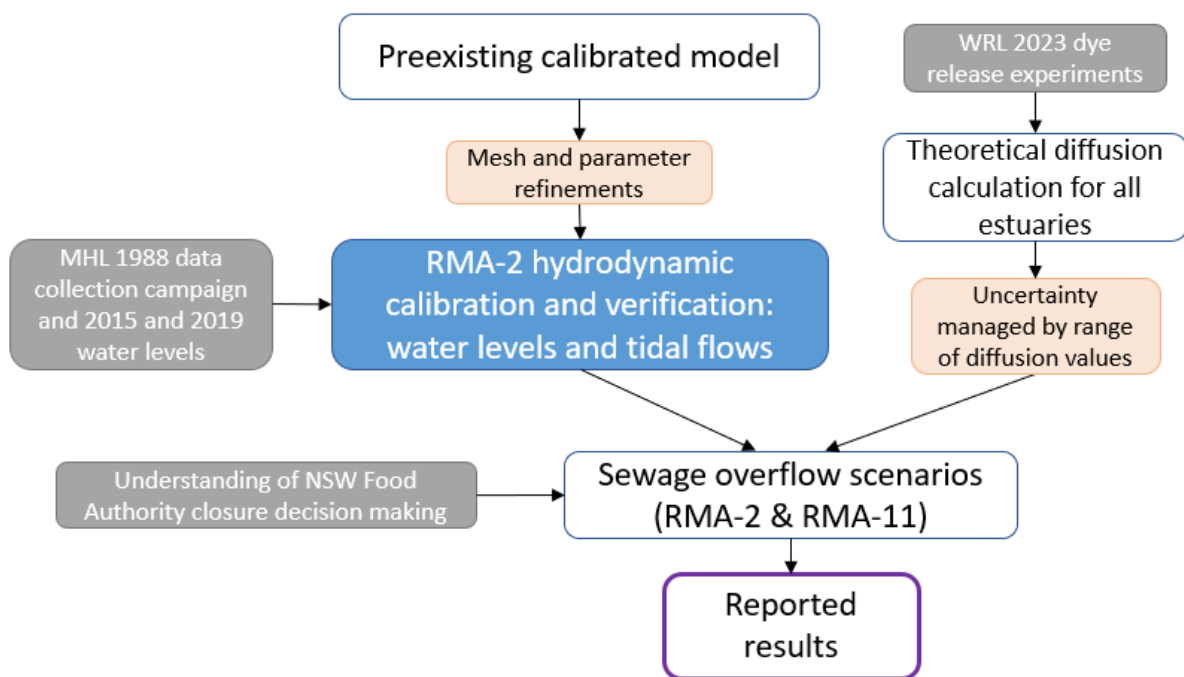 Preexisting calibrated model
WRL 2023 dye
release experiments
Mesh and parameter
refinements
Theoretical diffusion
calculation for all
estuaries
MHL 1988 data
collection campaign
and 2015 and 2019
water levels
RMA-2 hydrodynamic
calibration and verification:
water levels and tidal flows
Uncertainty
managed by range
of diffusion values
Understanding of NSW Food
Authority closure decision making
Sewage overflow scenarios
(RMA-2 & RMA-11)
Reported
results